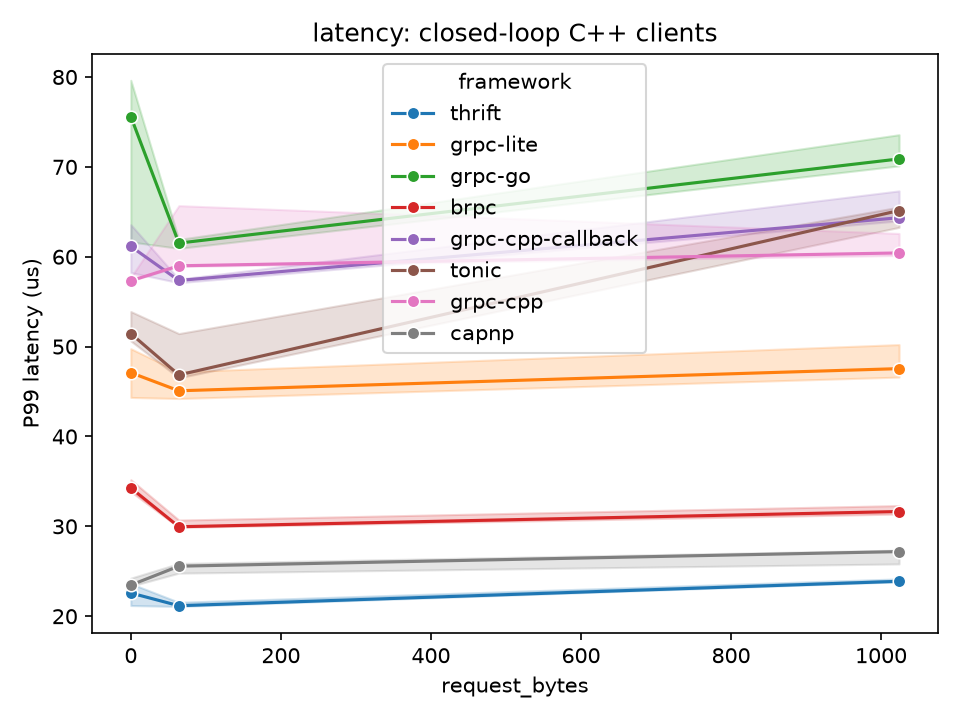 latency: closed-loop C++ clients
P99 latency (us)
80
70
60
50
40
30
20
framework
thrift
grpc-lite
grpc-go
brpc
grpc-cpp-callback
tonic
grpc-cpp
capnp
0 200 400 600 800 1000
request_bytes